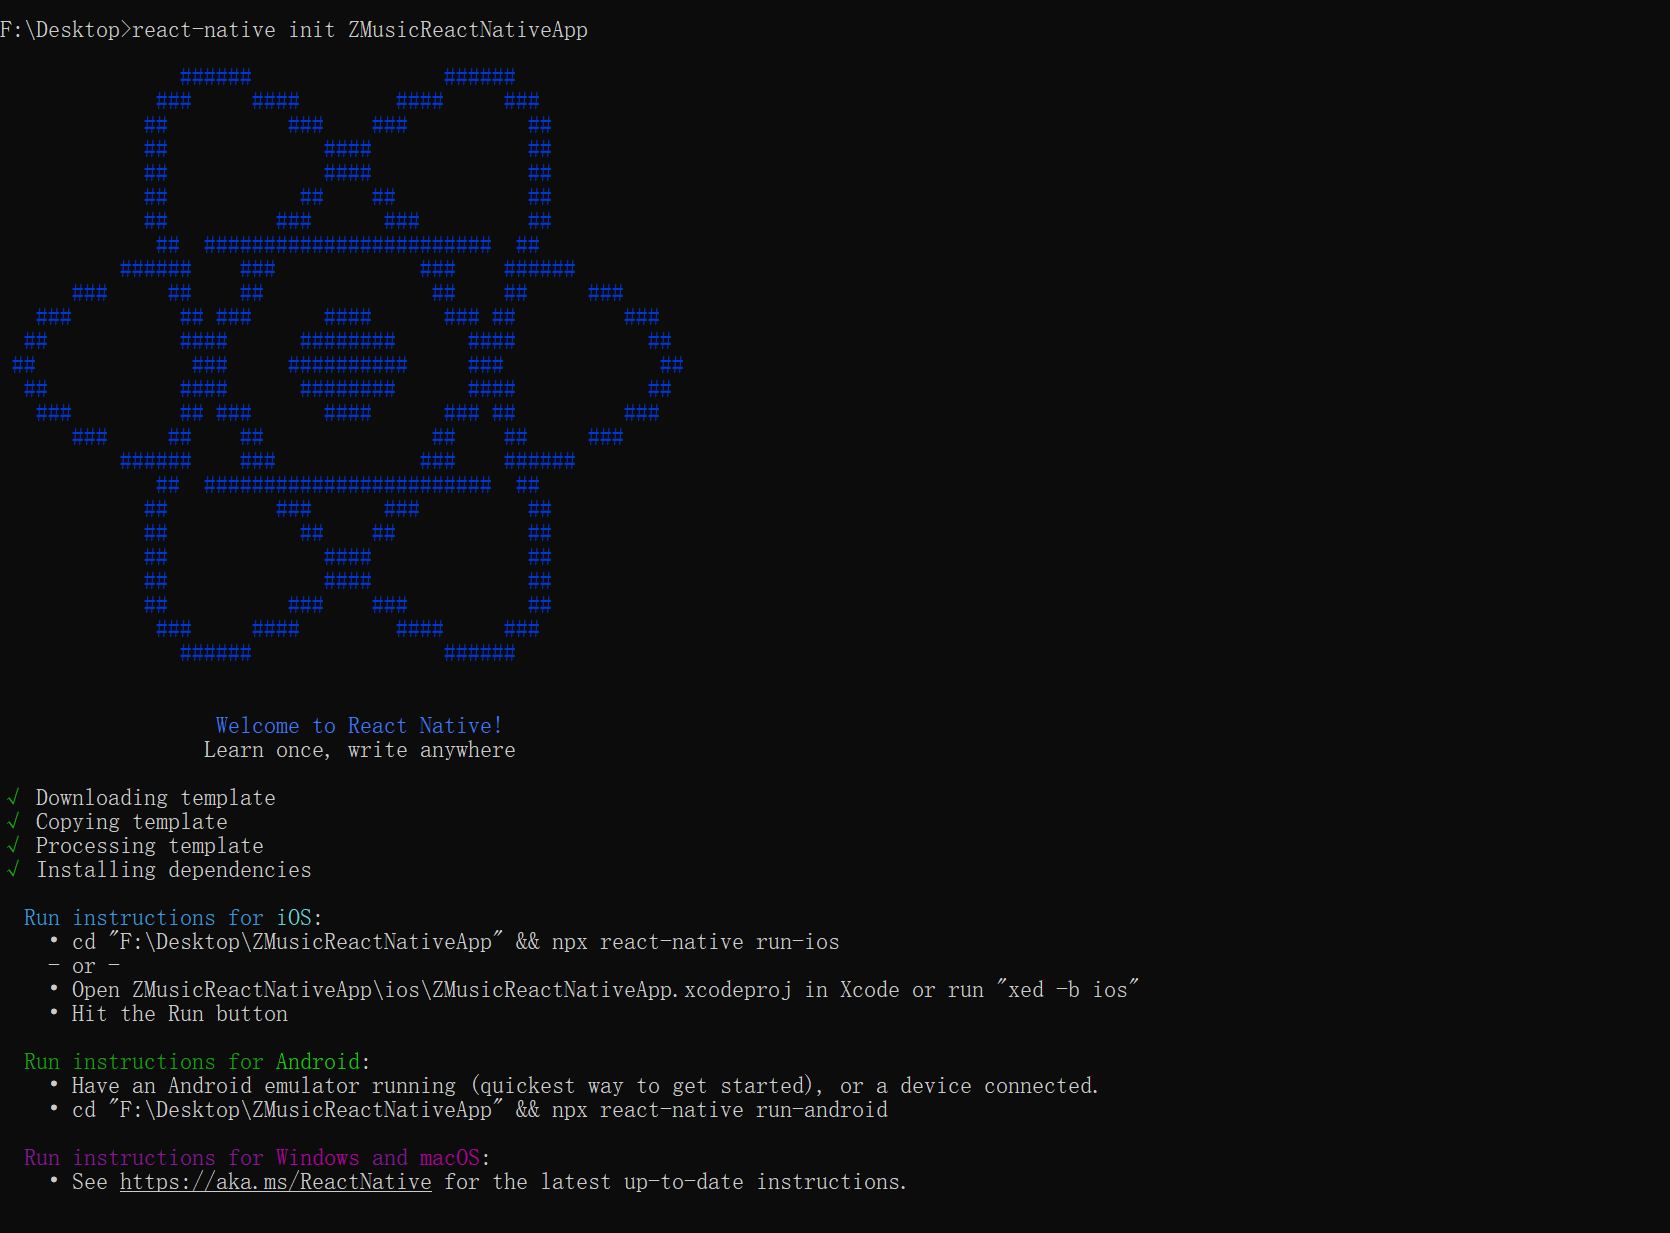 F:\Desktop>react-native init ZMusicReactNativeApp
               ######                ######
             ###     ####        ####     ###
            ##          ###    ###          ##
            ##             ####             ##
            ##             ####             ##
            ##           ##    ##           ##
            ##         ###      ###         ##
             ##  ########################  ##
          ######    ###            ###    ######
      ###     ##    ##              ##    ##     ###
   ###         ## ###      ####      ### ##         ###
  ##           ####      ########      ####           ##
 ##             ###     ##########     ###             ##
  ##           ####      ########      ####           ##
   ###         ## ###      ####      ### ##         ###
      ###     ##    ##              ##    ##     ###
          ######    ###            ###    ######
             ##  ########################  ##
            ##         ###      ###         ##
            ##           ##    ##           ##
            ##             ####             ##
            ##             ####             ##
            ##          ###    ###          ##
             ###     ####        ####     ###
               ######                ######
Welcome to React Native!
Learn once, write anywhere
√ Downloading template
√ Copying template
√ Processing template
√ Installing dependencies
Run instructions for iOS:
• cd "F:\Desktop\ZMusicReactNativeApp" && npx react-native run-ios
- or -
• Open ZMusicReactNativeApp\ios\ZMusicReactNativeApp.xcodeproj in Xcode or run "xed -b ios"
• Hit the Run button
Run instructions for Android:
• Have an Android emulator running (quickest way to get started), or a device connected.
• cd "F:\Desktop\ZMusicReactNativeApp" && npx react-native run-android
Run instructions for Windows and macOS:
• See https://aka.ms/ReactNative for the latest up-to-date instructions.